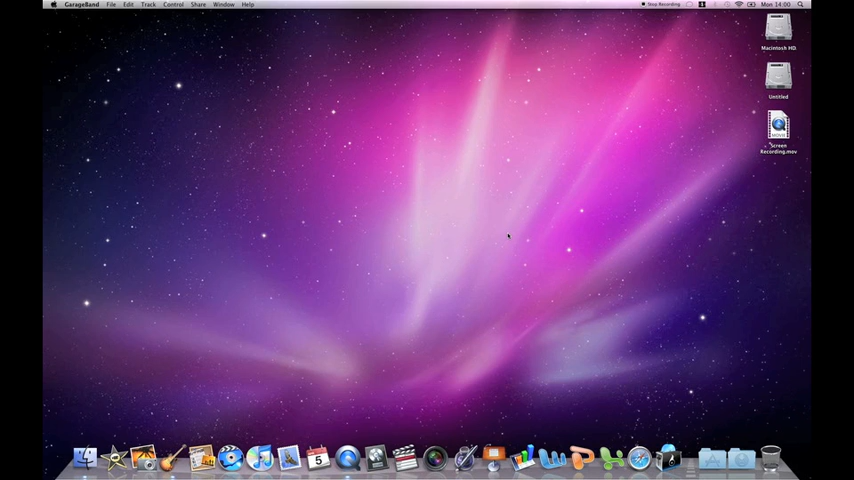 GarageBand File Edit Track Control Share Window Help
Stop Recording
Mon 14:00
Macintosh HD
Untitled
MOVIE
Screen
Recording.mov
5